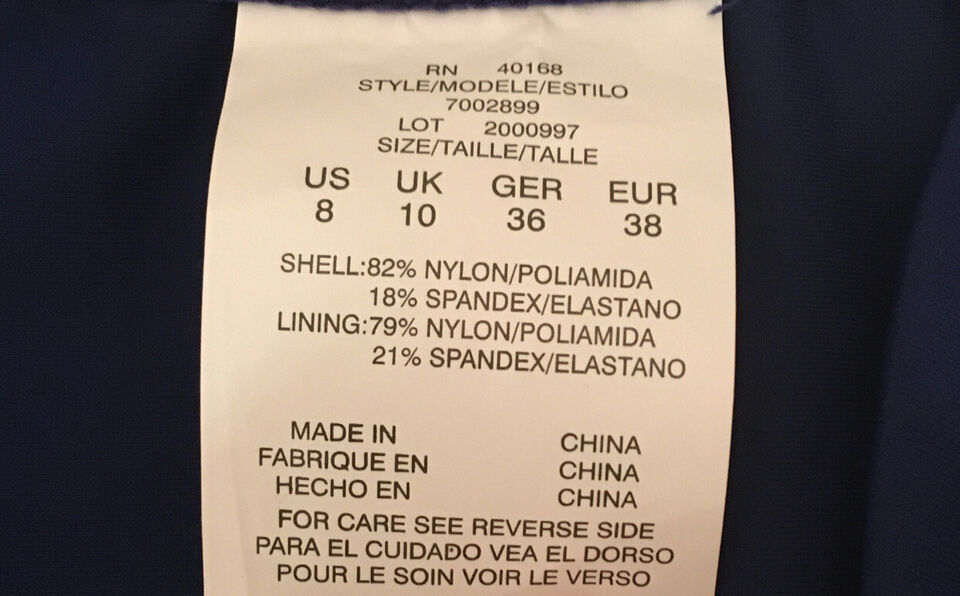 RN 40168
STYLE/MODELE/ESTILO
7002899
LOT 2000997
SIZE/TAILLE/TALLE
US UK GER EUR
8 10 36 38
SHELL:82% NYLON/POLIAMIDA
18% SPANDEX/ELASTANO
LINING:79% NYLON/POLIAMIDA
21% SPANDEX/ELASTANO
MADE IN CHINA
FABRIQUE EN CHINA
HECHO EN CHINA
FOR CARE SEE REVERSE SIDE
PARA EL CUIDADO VEA EL DORSO
POUR LE SOIN VOIR LE VERSO